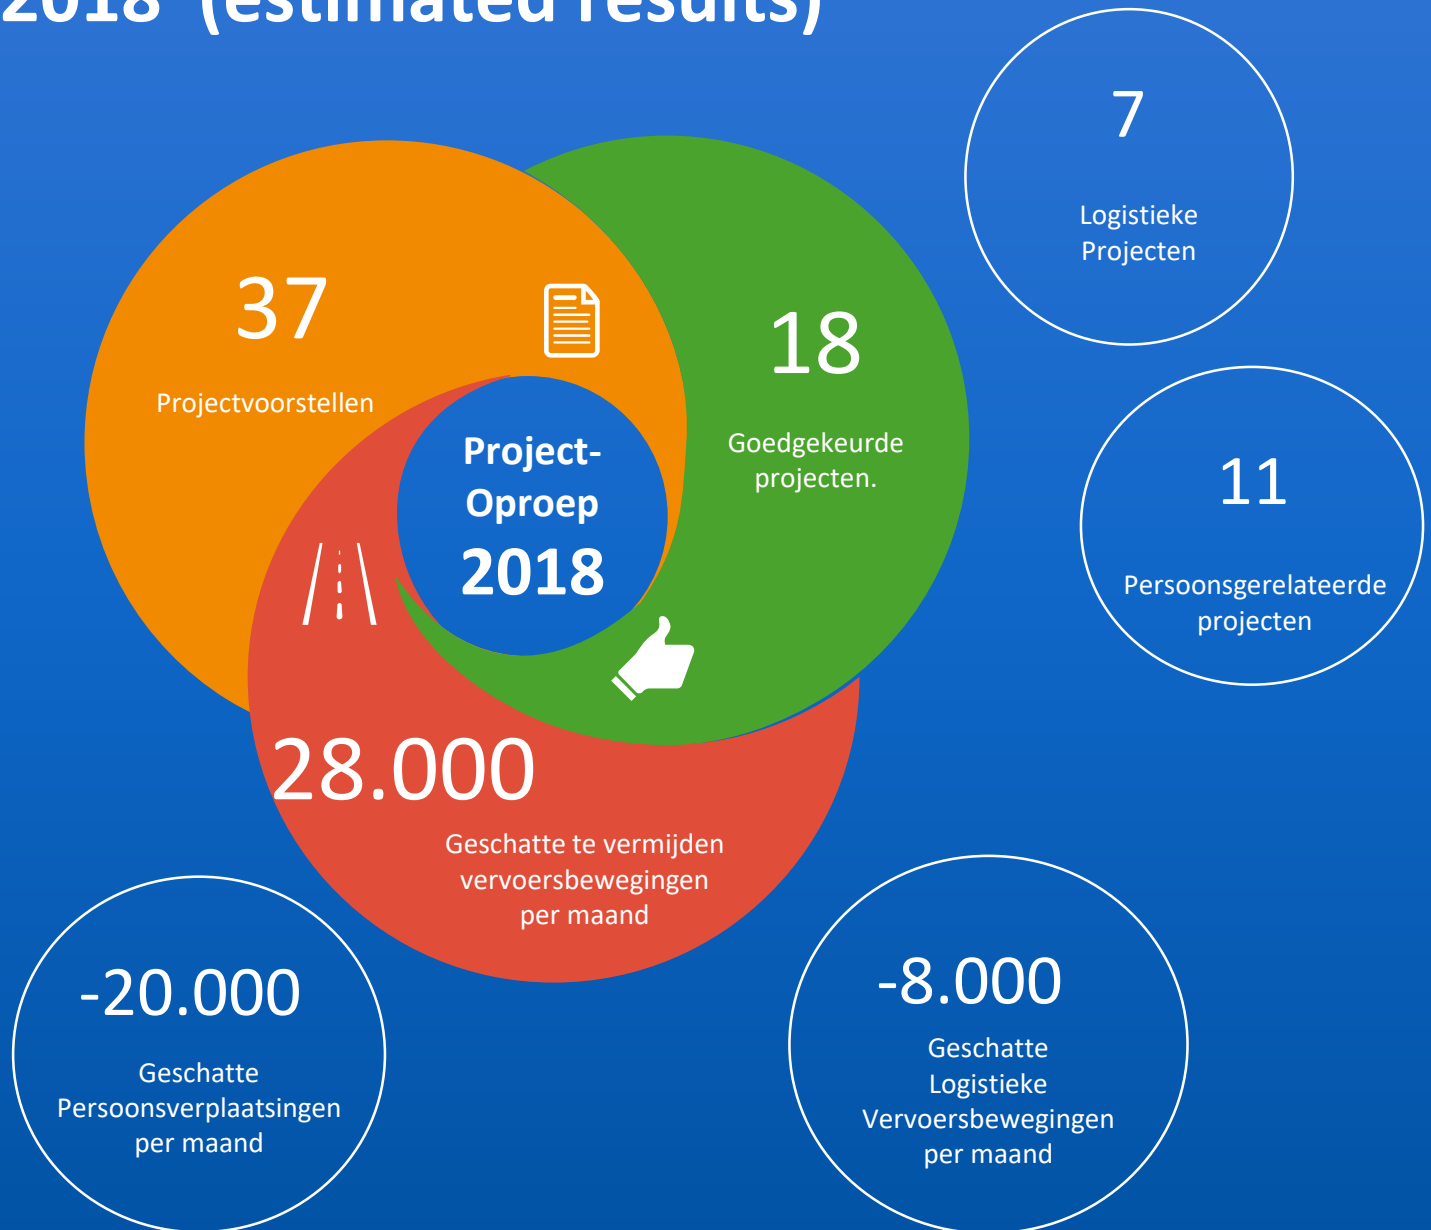 2018 (estimated results)
7
Logistieke
Projecten
37
Projectvoorstellen
18
Goedgekeurde
projecten.
Project-
Oproep
2018
11
Persoonsgerelateerde
projecten
28.000
Geschatte te vermijden
vervoersbewegingen
per maand
-20.000
Geschatte
Persoonsverplaatsingen
per maand
-8.000
Geschatte
Logistieke
Vervoersbewegingen
per maand